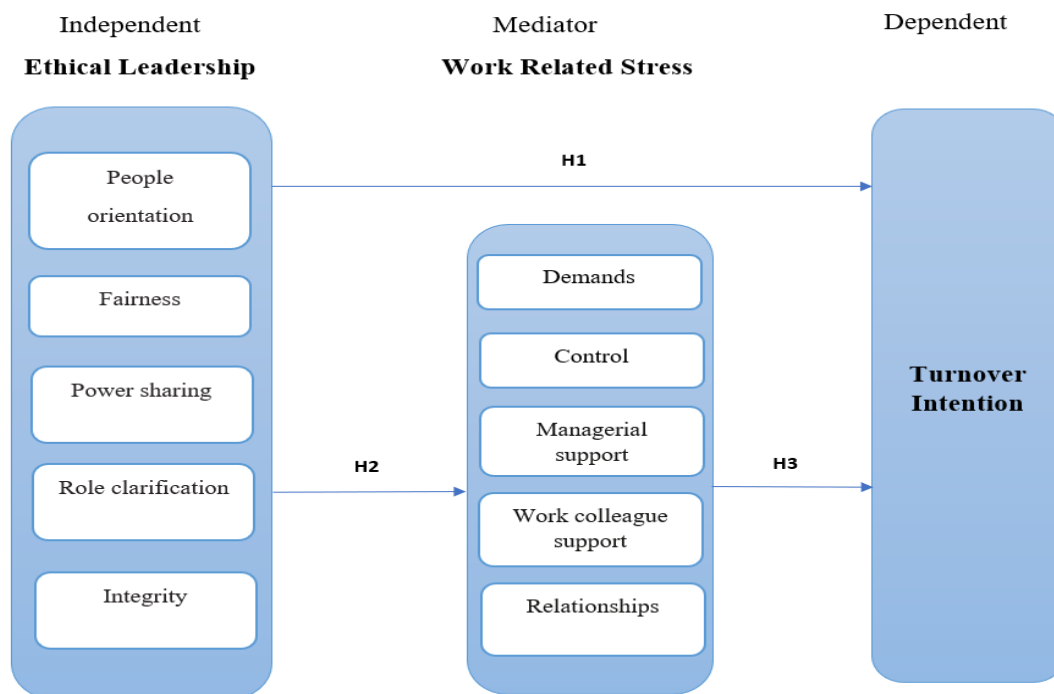 Independent
Ethical Leadership
Mediator
Work Related Stress
Dependent
People
orientation
Fairness
Power sharing
Role clarification
Integrity
H1
H2
Demands
Control
Managerial
support
Work colleague
support
Relationships
H3
Turnover
Intention